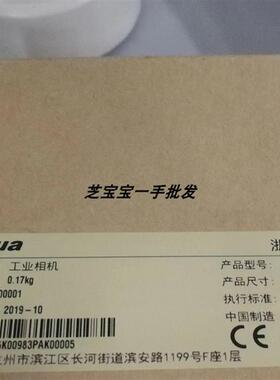 芝宝宝一手批发
ua 浙
工业相机 产品型号:
0.17kg 产品尺寸:
00001 执行标准:
2019-10 中国制造
K00983PAK00005
州市滨江区长河街道滨安路1199号F座1层